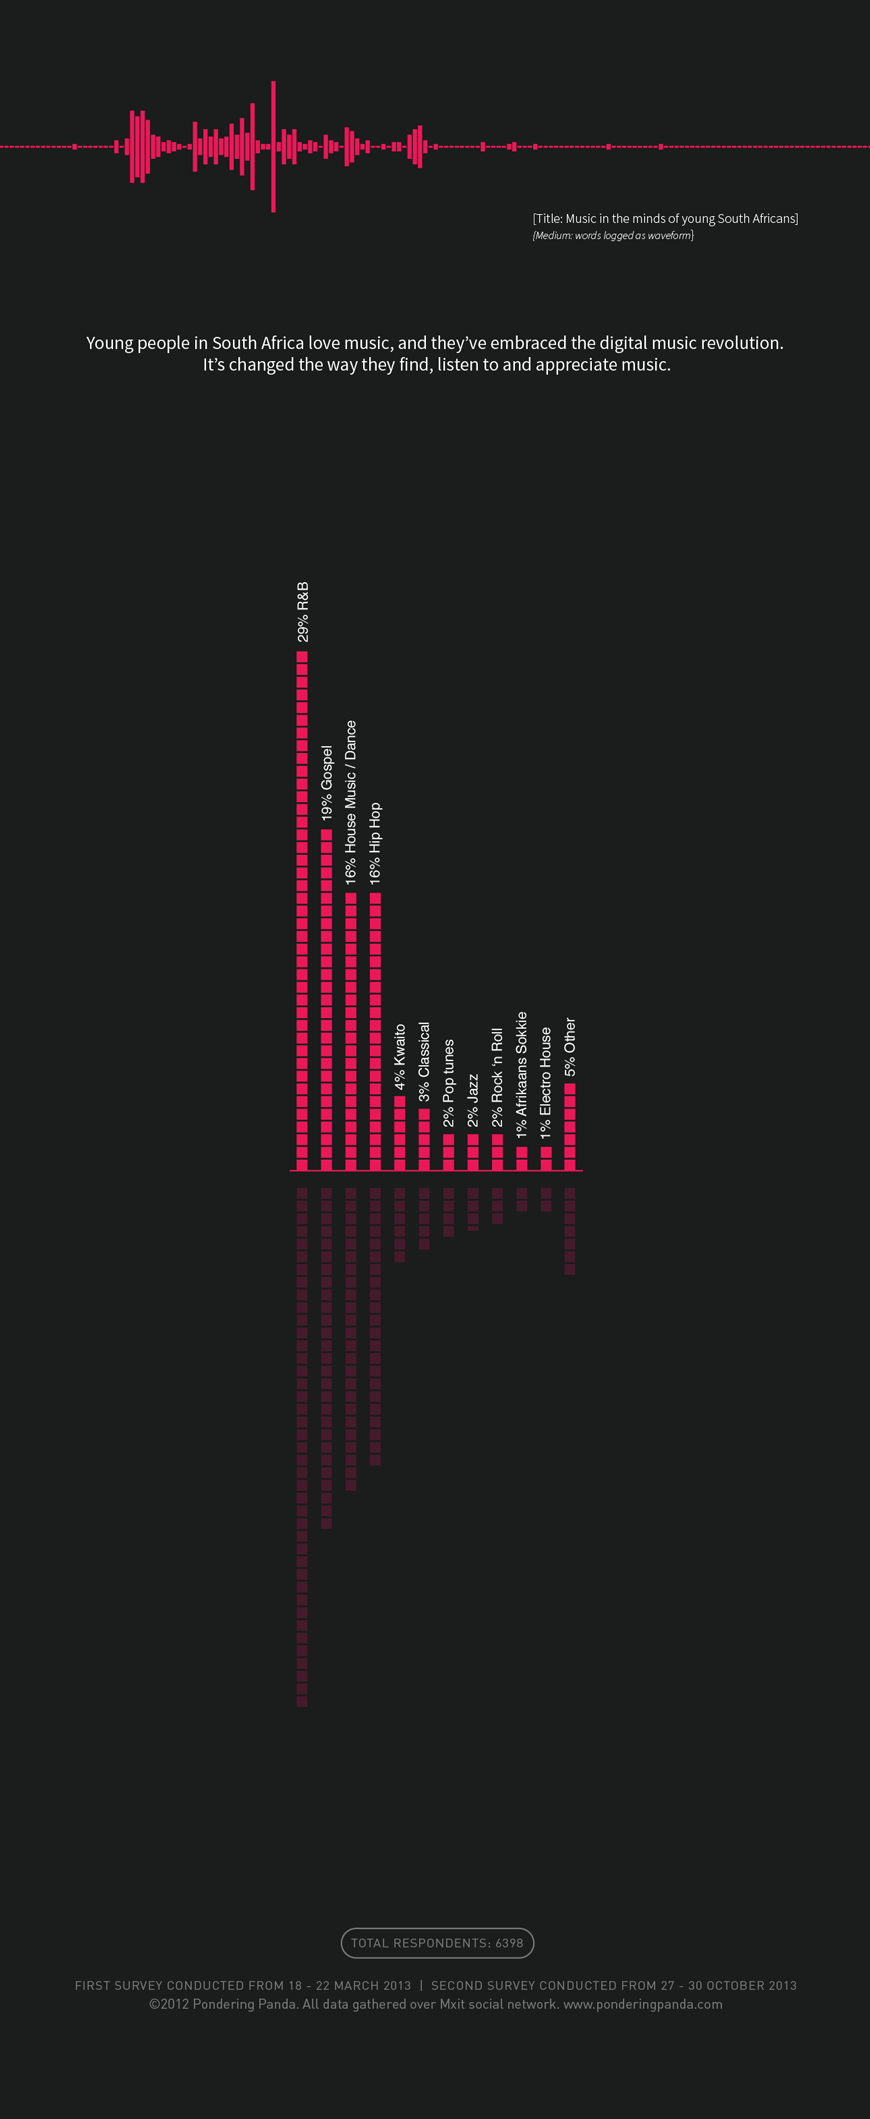 [Title: Music in the minds of young South Africans]
{Medium: words logged as waveform}
Young people in South Africa love music, and they’ve embraced the digital music revolution.
It’s changed the way they find, listen to and appreciate music.
29% R&B
19% Gospel
16% House Music / Dance
16% Hip Hop
4% Kwaito
3% Classical
2% Pop tunes
2% Jazz
2% Rock ‘n Roll
1% Afrikaans Sokkie
1% Electro House
5% Other
TOTAL RESPONDENTS: 6398
FIRST SURVEY CONDUCTED FROM 18 - 22 MARCH 2013 | SECOND SURVEY CONDUCTED FROM 27 - 30 OCTOBER 2013
©2012 Pondering Panda. All data gathered over Mxit social network. www.ponderingpanda.com